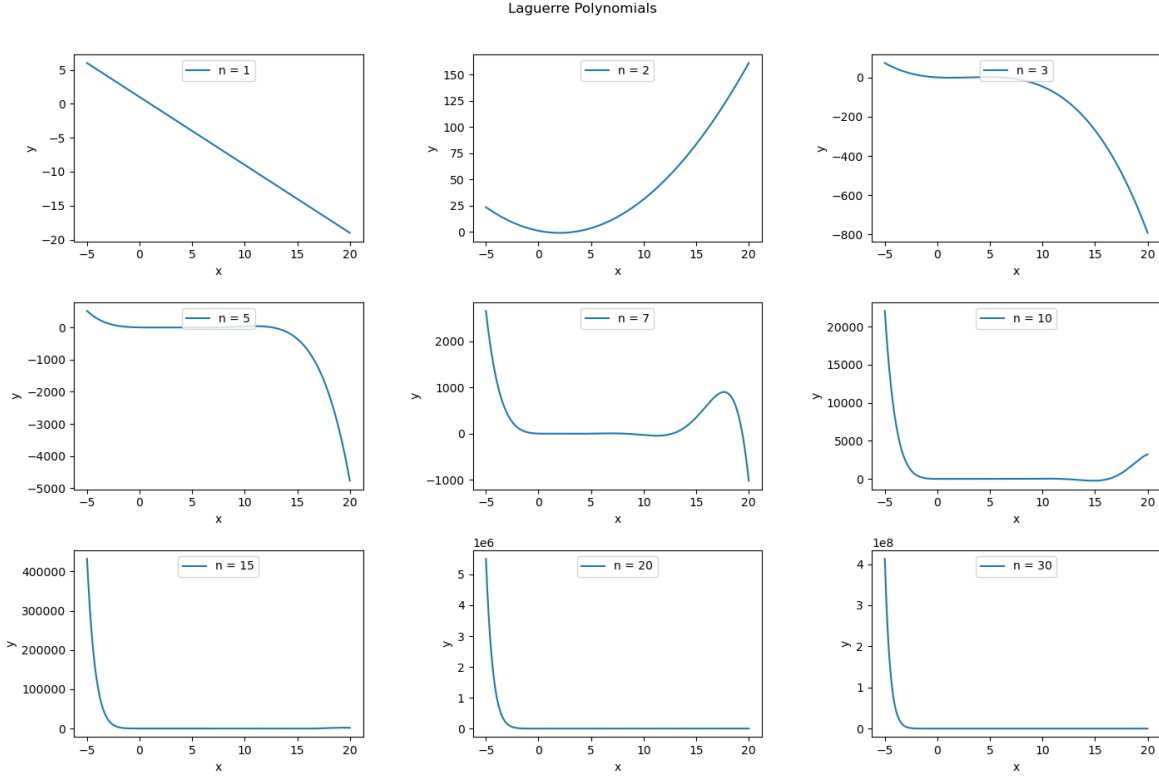 Laguerre Polynomials
n = 1
5
0
−5
−10
−15
−20
y
−5 0 5 10 15 20
x
n = 2
150
125
100
75
50
25
0
y
−5 0 5 10 15 20
x
n = 3
0
−200
−400
−600
−800
y
−5 0 5 10 15 20
x
n = 5
0
−1000
−2000
−3000
−4000
−5000
y
−5 0 5 10 15 20
x
n = 7
2000
1000
0
−1000
y
−5 0 5 10 15 20
x
n = 10
20000
15000
10000
5000
0
y
−5 0 5 10 15 20
x
n = 15
400000
300000
200000
100000
0
y
−5 0 5 10 15 20
x
1e6
n = 20
5
4
3
2
1
0
y
−5 0 5 10 15 20
x
1e8
n = 30
4
3
2
1
0
y
−5 0 5 10 15 20
x